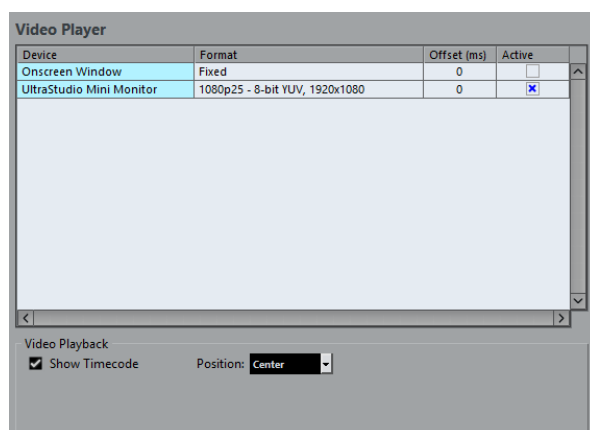 Video Player
Device Format Offset (ms) Active
Onscreen Window Fixed 0
UltraStudio Mini Monitor 1080p25 - 8-bit YUV, 1920x1080 0
Video Playback
Show Timecode Position: Center